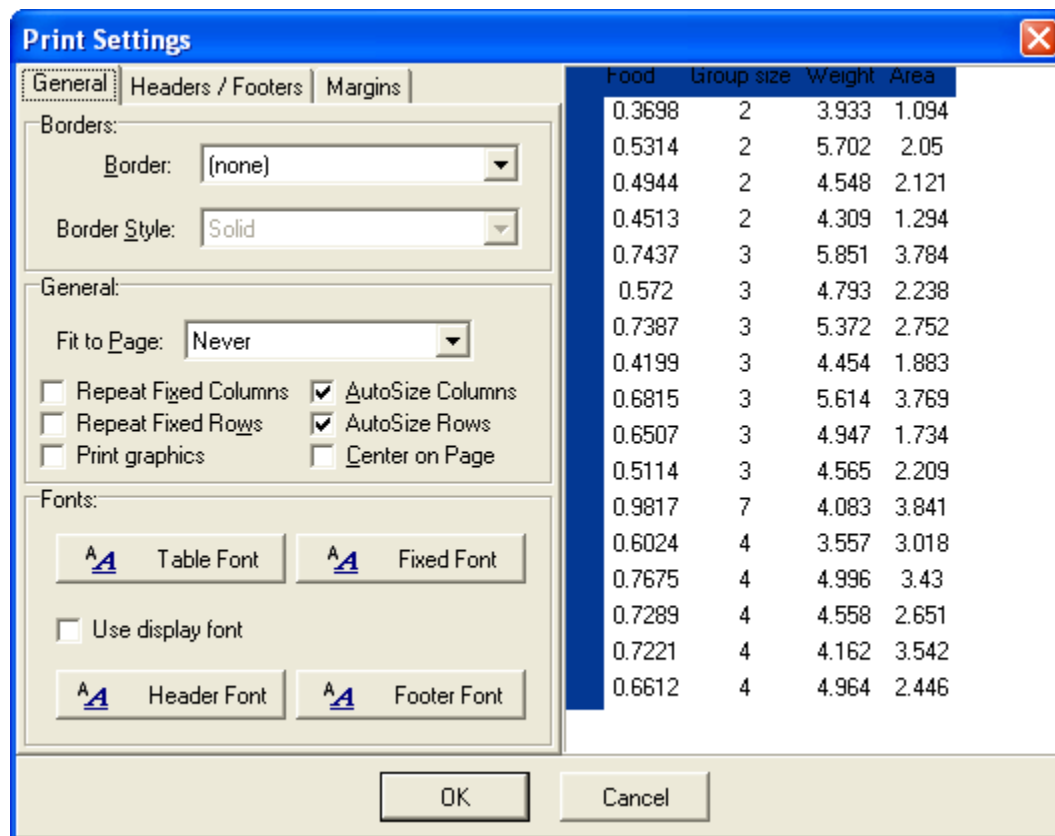 Print Settings
General Headers / Footers Margins
Borders:
Border: (none)
Border Style: Solid
General:
Fit to Page: Never
Repeat Fixed Columns AutoSize Columns
Repeat Fixed Rows AutoSize Rows
Print graphics Center on Page
Fonts:
AA Table Font AA Fixed Font
Use display font
AA Header Font AA Footer Font
Food Group size Weight Area
0.3698 2 3.933 1.094
0.5314 2 5.702 2.05
0.4944 2 4.548 2.121
0.4513 2 4.309 1.294
0.7437 3 5.851 3.784
0.572 3 4.793 2.238
0.7387 3 5.372 2.752
0.4199 3 4.454 1.883
0.6815 3 5.614 3.769
0.6507 3 4.947 1.734
0.5114 3 4.565 2.209
0.9817 7 4.083 3.841
0.6024 4 3.557 3.018
0.7675 4 4.996 3.43
0.7289 4 4.558 2.651
0.7221 4 4.162 3.542
0.6612 4 4.964 2.446
OK Cancel